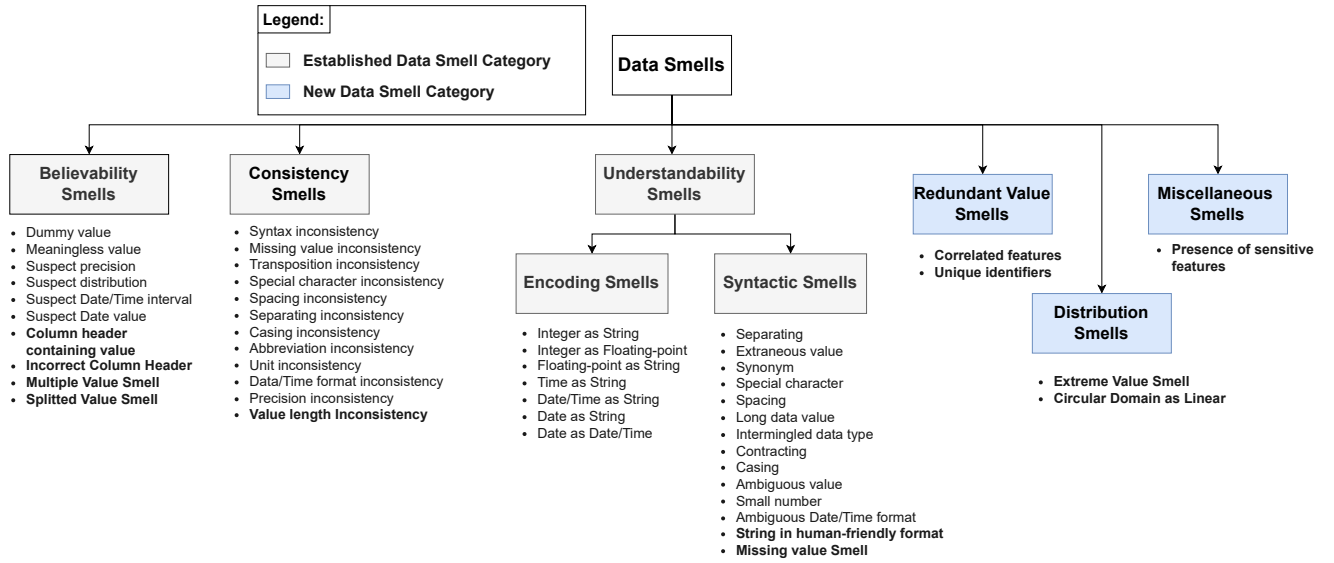 Legend:
Established Data Smell Category
New Data Smell Category
Data Smells
Believability
Smells
• Dummy value
• Meaningless value
• Suspect precision
• Suspect distribution
• Suspect Date/Time interval
• Suspect Date value
• Column header
containing value
• Incorrect Column Header
• Multiple Value Smell
• Splitted Value Smell
Consistency
Smells
• Syntax inconsistency
• Missing value inconsistency
• Transposition inconsistency
• Special character inconsistency
• Spacing inconsistency
• Separating inconsistency
• Casing inconsistency
• Abbreviation inconsistency
• Unit inconsistency
• Data/Time format inconsistency
• Precision inconsistency
• Value length Inconsistency
Understandability
Smells
Encoding Smells
• Integer as String
• Integer as Floating-point
• Floating-point as String
• Time as String
• Date/Time as String
• Date as String
• Date as Date/Time
Syntactic Smells
• Separating
• Extraneous value
• Synonym
• Special character
• Spacing
• Long data value
• Intermingled data type
• Contracting
• Casing
• Ambiguous value
• Small number
• Ambiguous Date/Time format
• String in human-friendly format
• Missing value Smell
Redundant Value
Smells
• Correlated features
• Unique identifiers
Distribution
Smells
• Extreme Value Smell
• Circular Domain as Linear
Miscellaneous
Smells
• Presence of sensitive
features